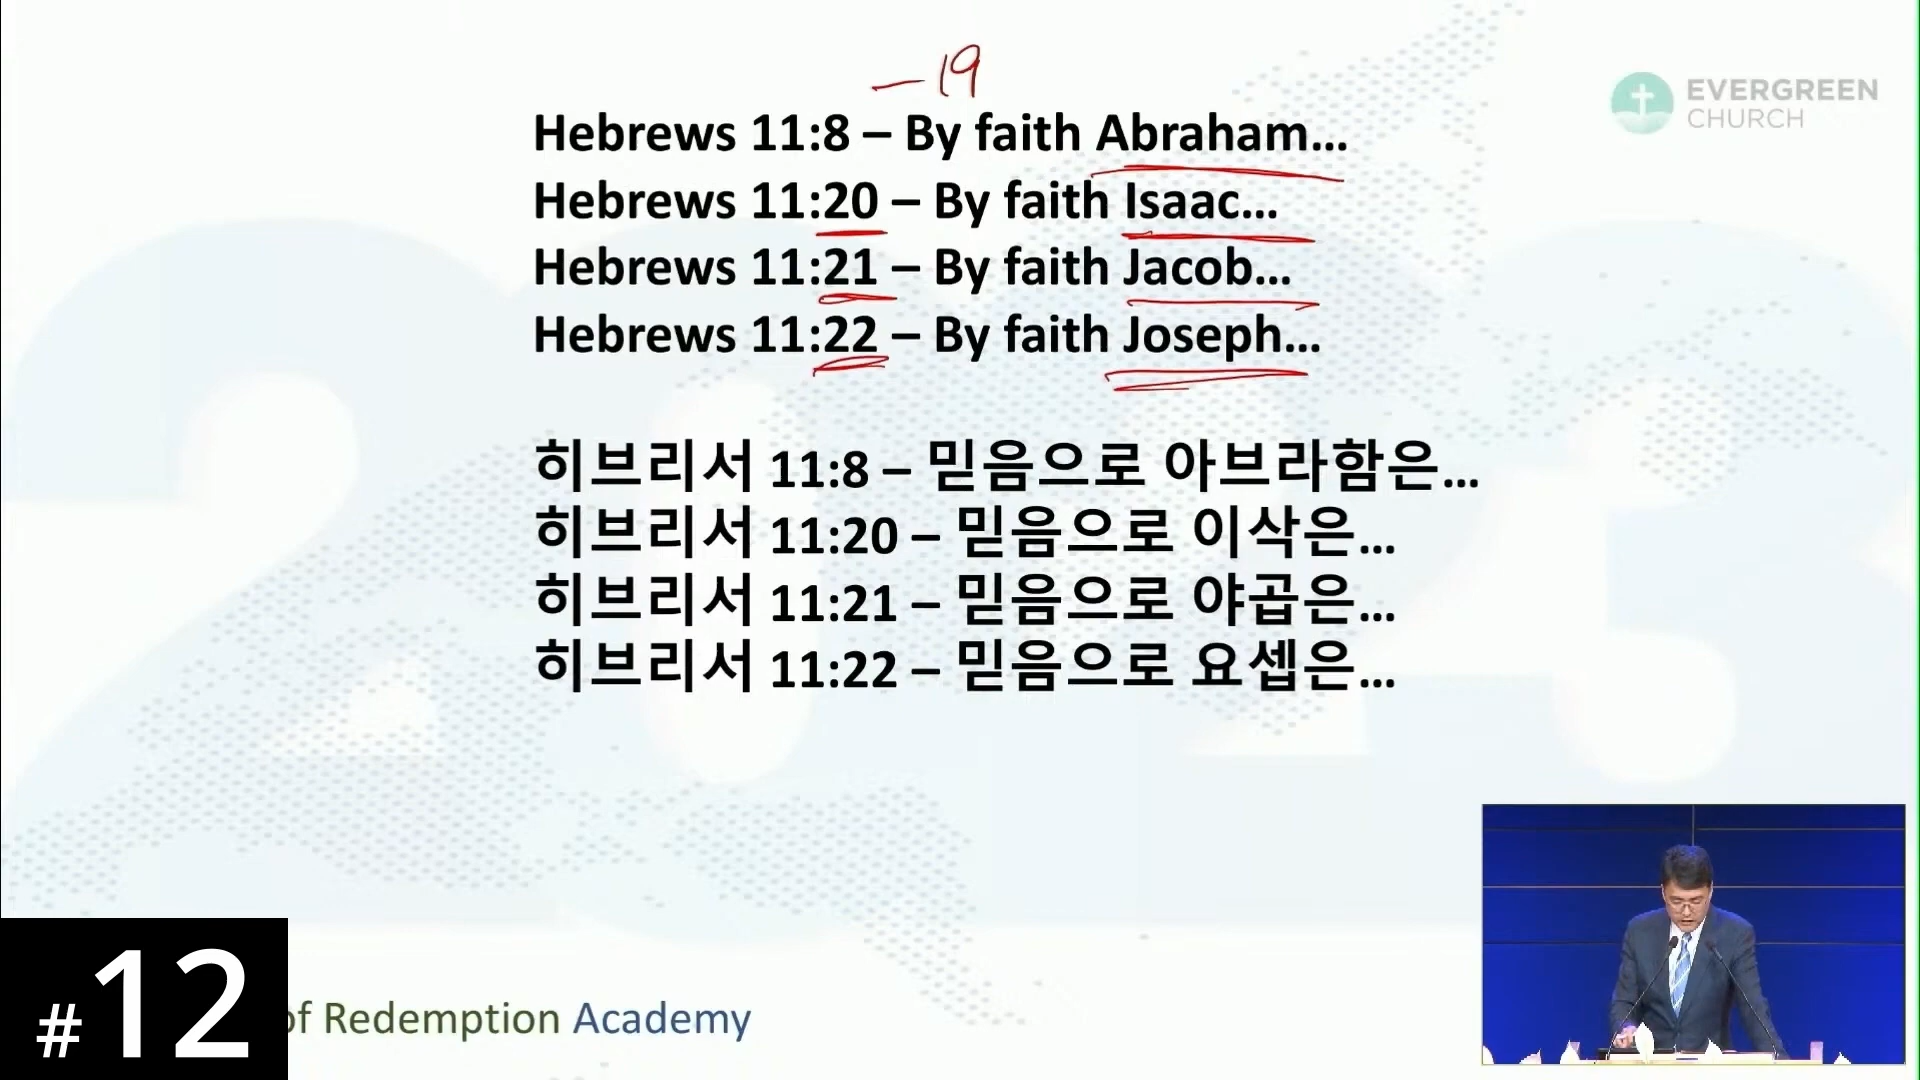 –19
EVERGREEN
CHURCH
Hebrews 11:8 – By faith Abraham...
Hebrews 11:20 – By faith Isaac...
Hebrews 11:21 – By faith Jacob...
Hebrews 11:22 – By faith Joseph...
히브리서 11:8 – 믿음으로 아브라함은...
히브리서 11:20 – 믿음으로 이삭은...
히브리서 11:21 – 믿음으로 야곱은...
히브리서 11:22 – 믿음으로 요셉은...
#12
of Redemption Academy